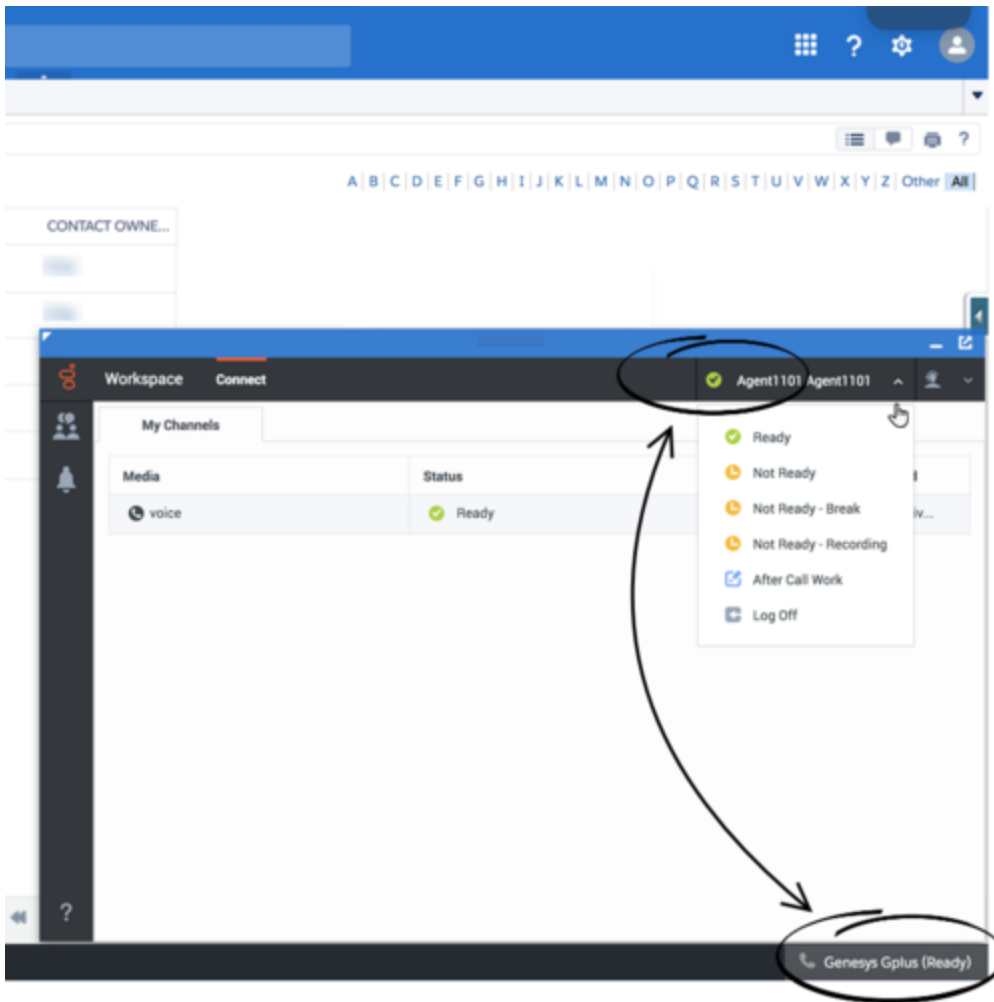 ?
?
A | B | C | D | E | F | G | H | I | J | K | L | M | N | O | P | Q | R | S | T | U | V | W | X | Y | Z | Other | All |
CONTACT OWNE...
Workspace Connect Agent1101 Agent1101
My Channels
Ready
Media Status
Not Ready
voice Ready
Not Ready - Break
iv...
Not Ready - Recording
After Call Work
Log Off
?
Genesys Gplus (Ready)